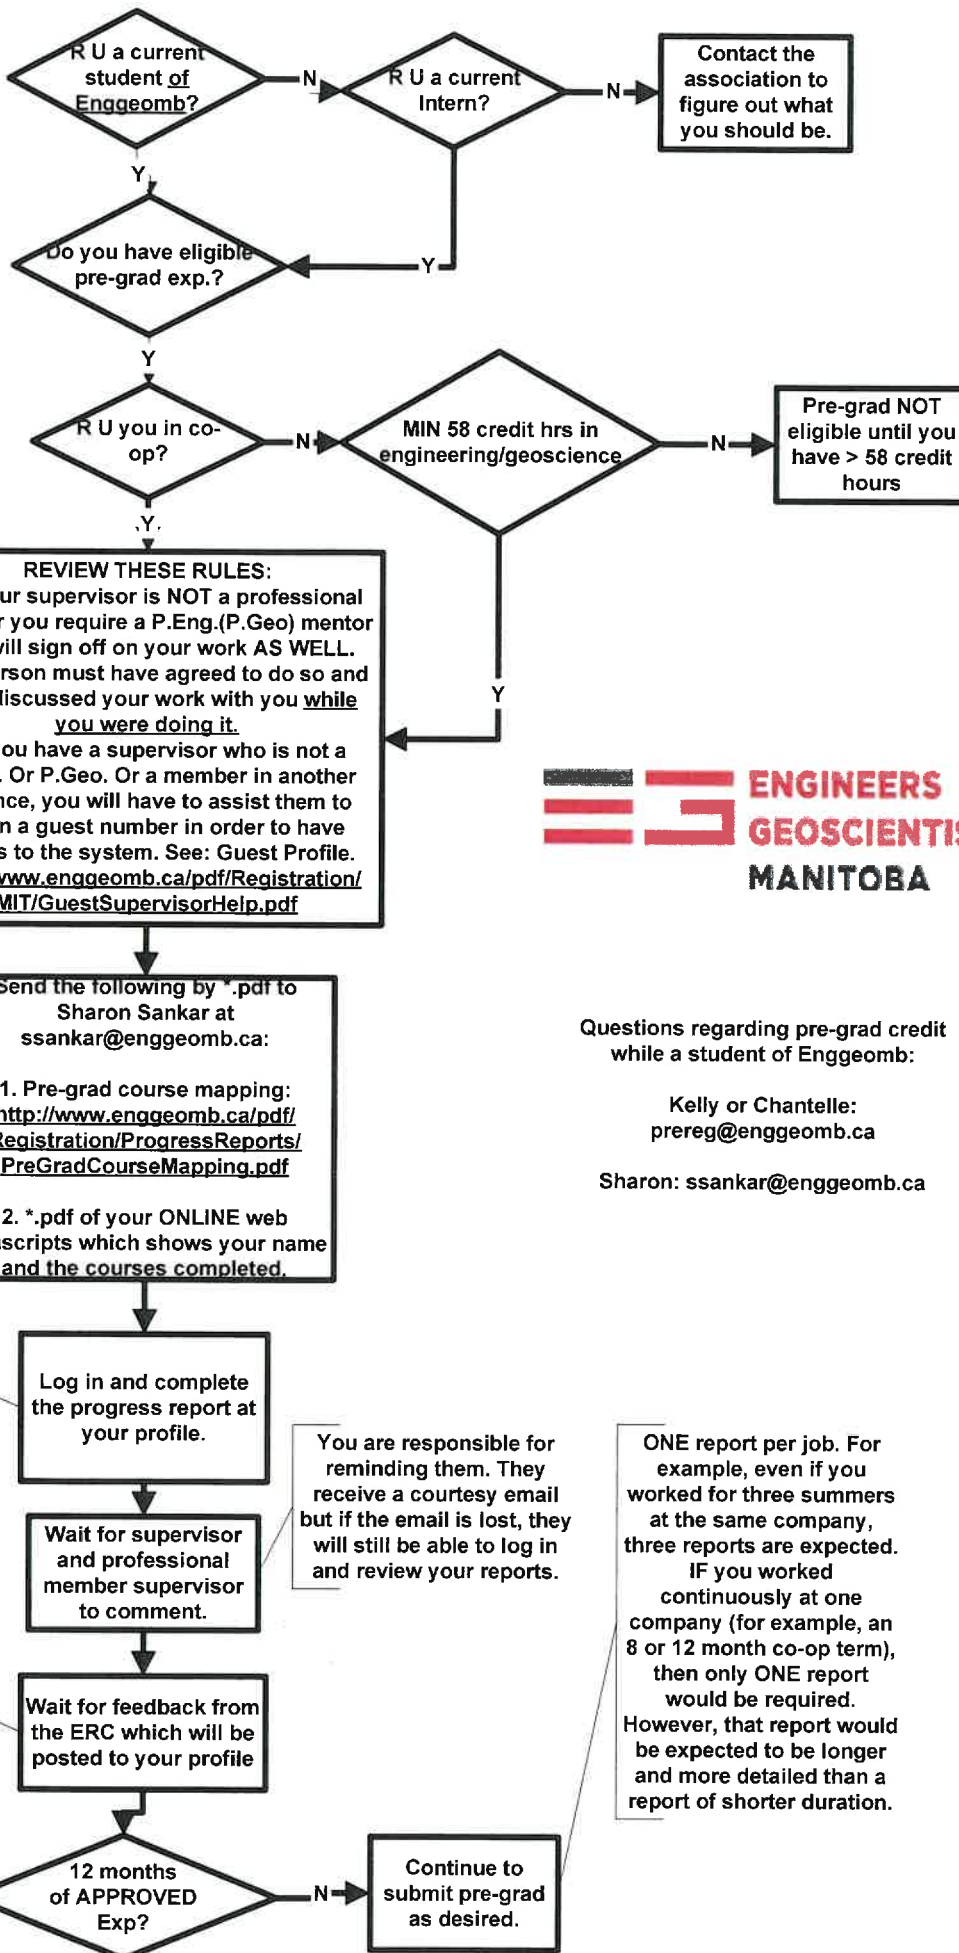 R U a current
student of
Enggeomb?
N
R U a current
Intern?
N
Contact the
association to
figure out what
you should be.
Y
Do you have eligible
pre-grad exp.?
Y
Y
R U you in co-
op?
N
MIN 58 credit hrs in
engineering/geoscience
N
Pre-grad NOT
eligible until you
have > 58 credit
hours
Y
Y
REVIEW THESE RULES:
ur supervisor is NOT a professional
r you require a P.Eng.(P.Geo) mentor
ill sign off on your work AS WELL.
rson must have agreed to do so and
discussed your work with you while
you were doing it.
ou have a supervisor who is not a
. Or P.Geo. Or a member in another
nce, you will have to assist them to
n a guest number in order to have
s to the system. See: Guest Profile.
www.enggeomb.ca/pdf/Registration/
MIT/GuestSupervisorHelp.pdf
ENGINEERS
GEOSCIENTIS
MANITOBA
Send the following by *.pdf to
Sharon Sankar at
ssankar@enggeomb.ca:
1. Pre-grad course mapping:
http://www.enggeomb.ca/pdf/
Registration/ProgressReports/
PreGradCourseMapping.pdf
2. *.pdf of your ONLINE web
scripts which shows your name
and the courses completed.
Questions regarding pre-grad credit
while a student of Enggeomb:
Kelly or Chantelle:
prereg@enggeomb.ca
Sharon: ssankar@enggeomb.ca
Log in and complete
the progress report at
your profile.
Wait for supervisor
and professional
member supervisor
to comment.
You are responsible for
reminding them. They
receive a courtesy email
but if the email is lost, they
will still be able to log in
and review your reports.
ONE report per job. For
example, even if you
worked for three summers
at the same company,
three reports are expected.
IF you worked
continuously at one
company (for example, an
8 or 12 month co-op term),
then only ONE report
would be required.
However, that report would
be expected to be longer
and more detailed than a
report of shorter duration.
Wait for feedback from
the ERC which will be
posted to your profile
12 months
of APPROVED
Exp?
N
Continue to
submit pre-grad
as desired.